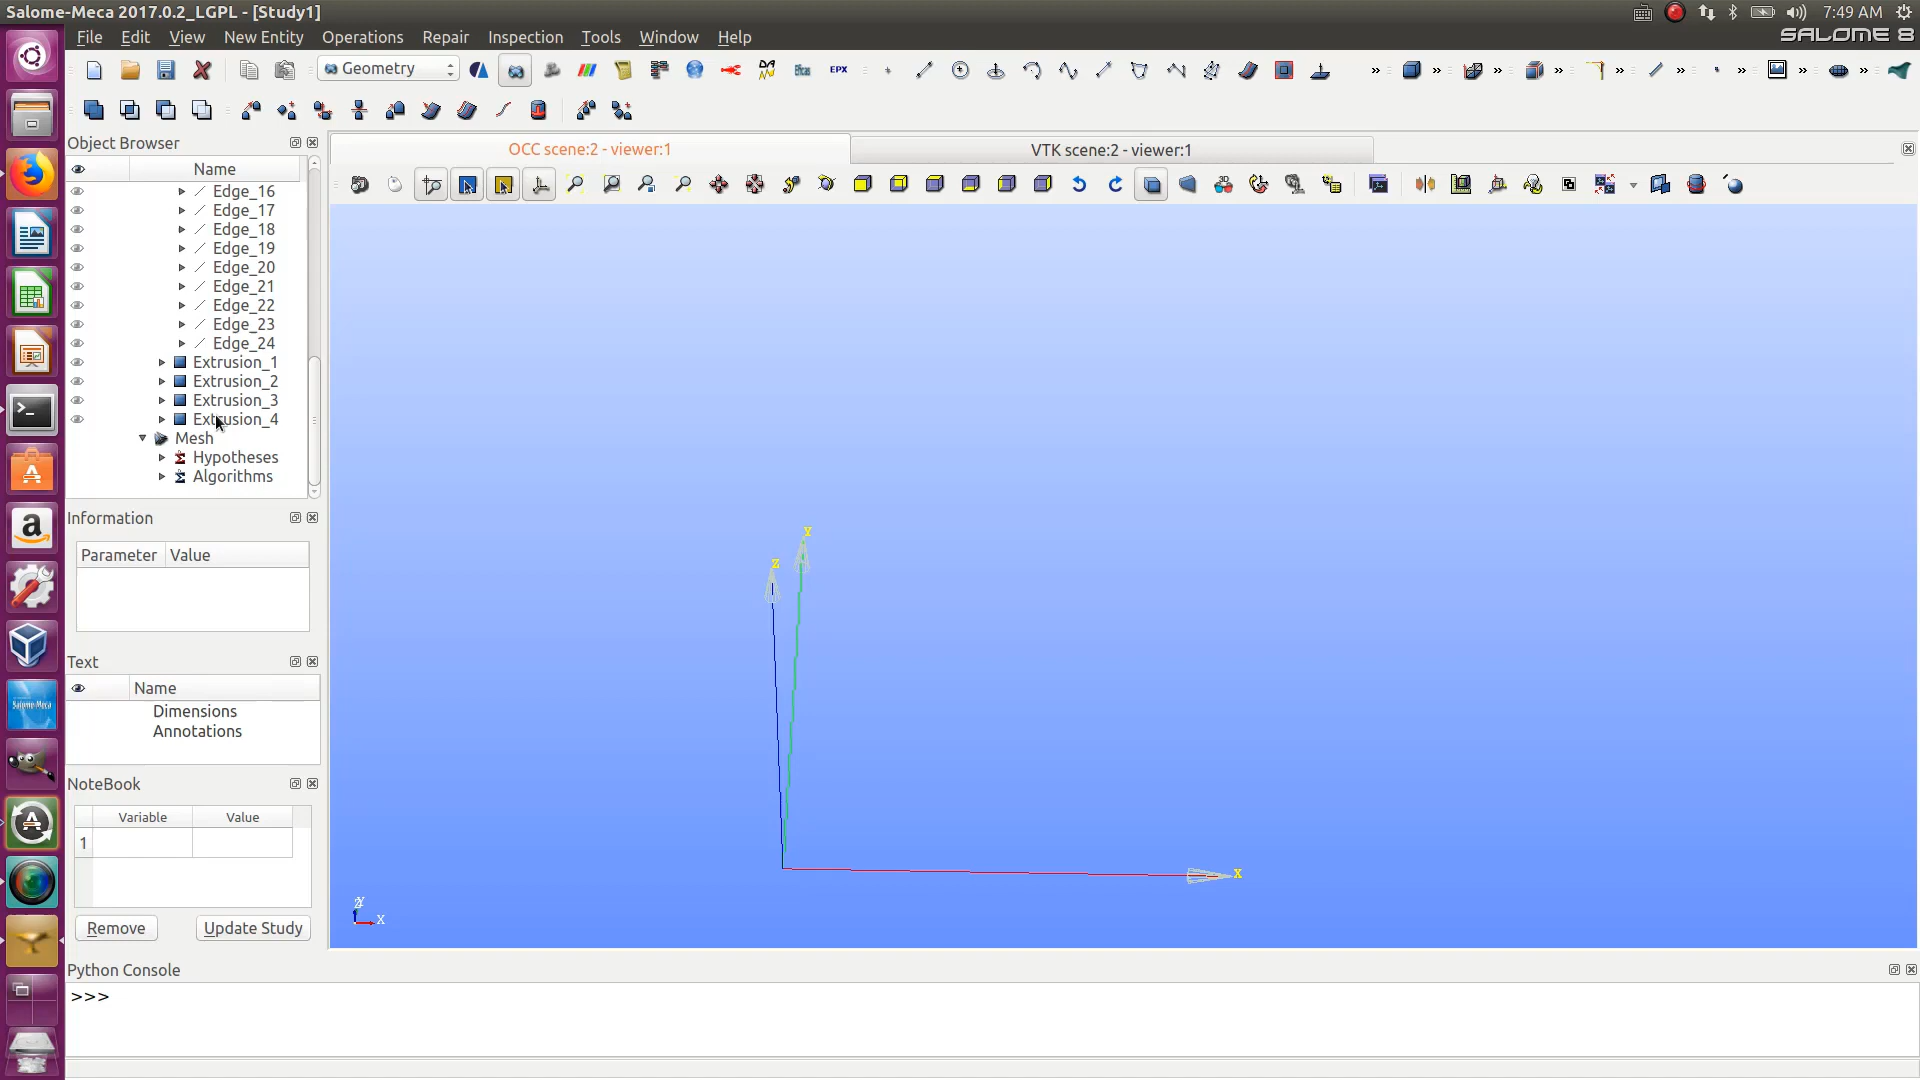 Salome-Meca 2017.0.2_LGPL - [Study1]
7:49 AM
File Edit View New Entity Operations Repair Inspection Tools Window Help
SALOME 8
Geometry
EPX
Object Browser
OCC scene:2 - viewer:1
VTK scene:2 - viewer:1
Name
Edge_16
Edge_17
Edge_18
Edge_19
Edge_20
Edge_21
Edge_22
Edge_23
Edge_24
Extrusion_1
Extrusion_2
Extrusion_3
Extrusion_4
Mesh
Hypotheses
Algorithms
Information
Parameter Value
Text
Name
Dimensions
Annotations
NoteBook
Variable Value
1
Remove Update Study
Y
Z
X
X
Python Console
>>>
Salome-Meca